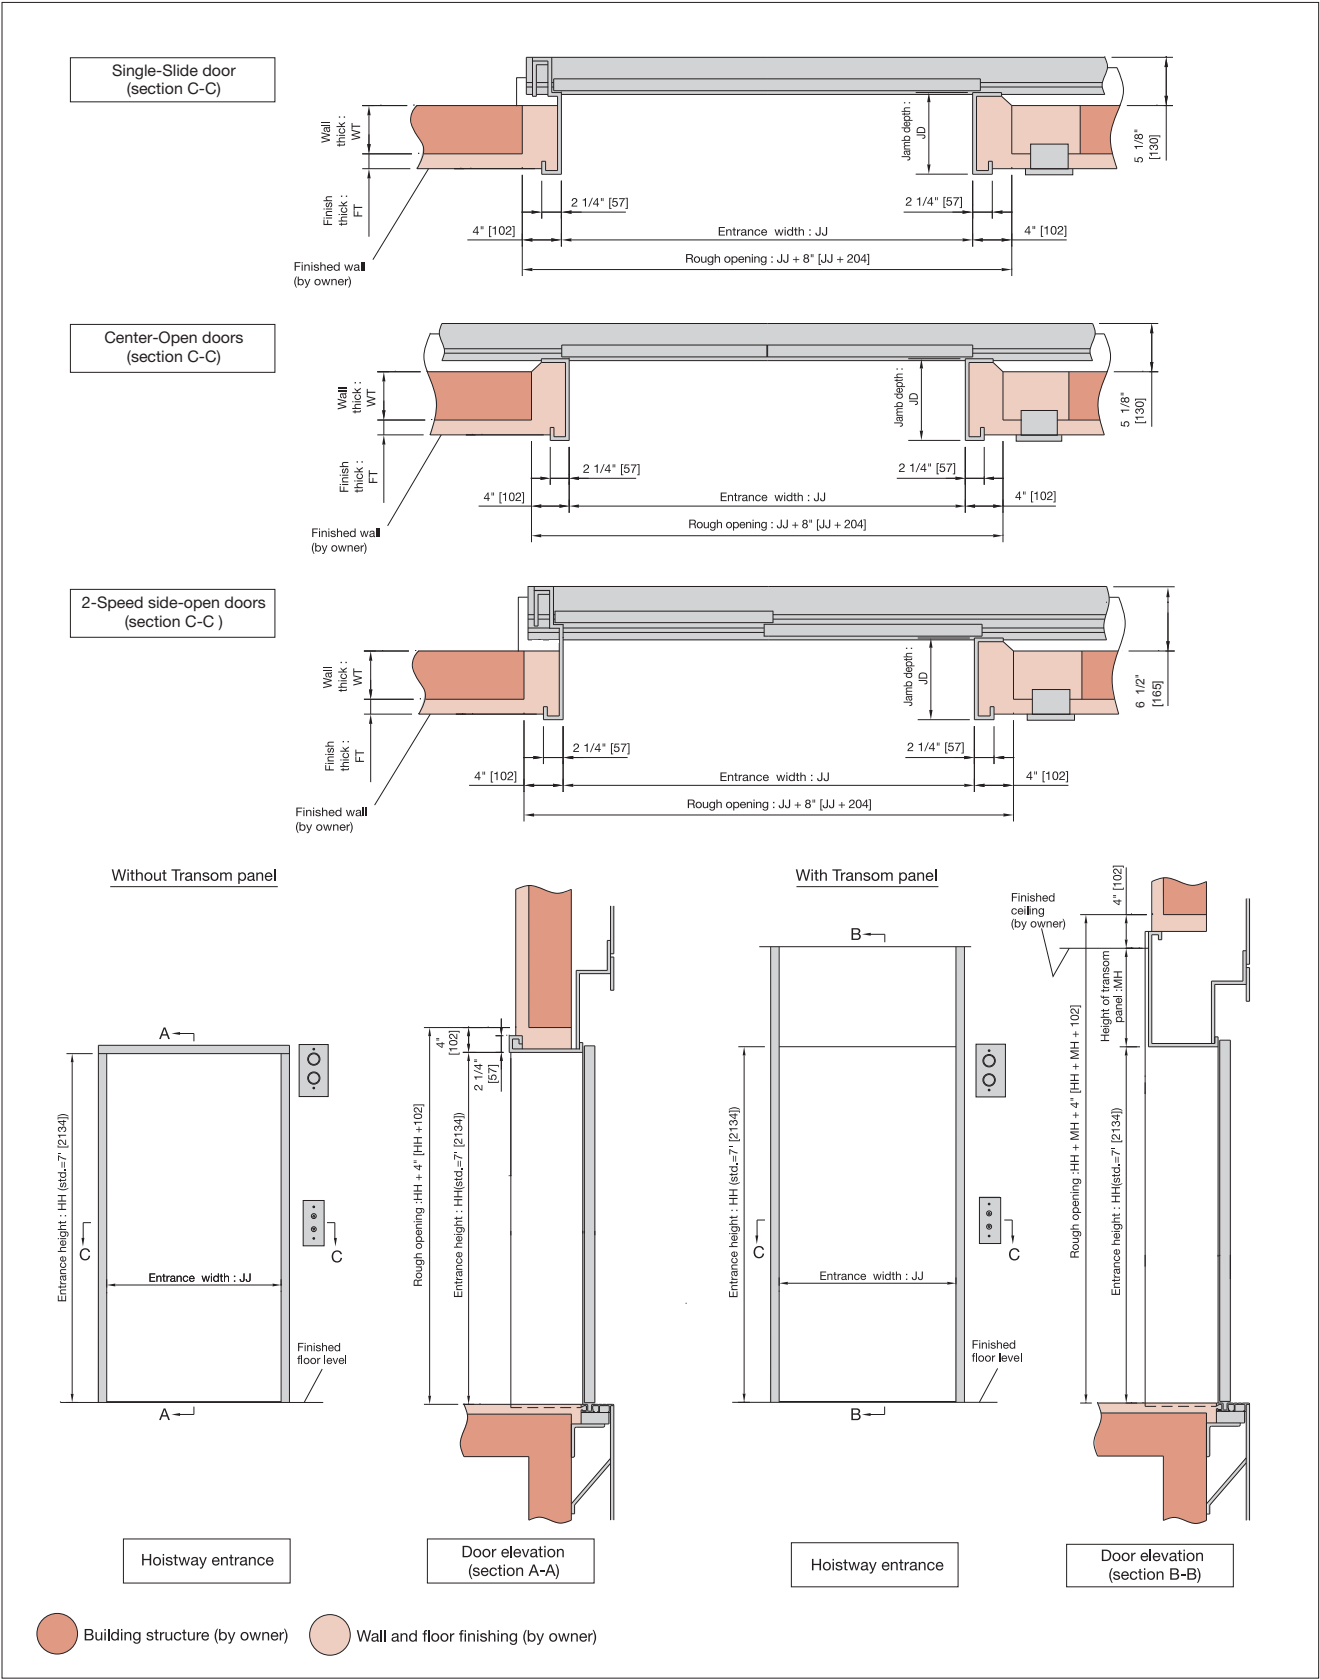 Single-Slide door
(section C-C)
Wall
thick :
WT
Finish
thick :
FT
Finished wall
(by owner)
Jamb depth :
JD
5 1/8"
[130]
2 1/4" [57]
2 1/4" [57]
4" [102]
Entrance width : JJ
4" [102]
Rough opening : JJ + 8" [JJ + 204]
Center-Open doors
(section C-C)
Wall
thick :
WT
Finish
thick :
FT
Finished wall
(by owner)
Jamb depth :
JD
5 1/8"
[130]
2 1/4" [57]
2 1/4" [57]
4" [102]
Entrance width : JJ
4" [102]
Rough opening : JJ + 8" [JJ + 204]
2-Speed side-open doors
(section C-C )
Wall
thick :
WT
Finish
thick :
FT
Finished wall
(by owner)
Jamb depth :
JD
6 1/2"
[165]
2 1/4" [57]
2 1/4" [57]
4" [102]
Entrance width : JJ
4" [102]
Rough opening : JJ + 8" [JJ + 204]
Without Transom panel
A
Entrance height : HH (std.=7' [2134])
C
C
Entrance width : JJ
Finished
floor level
A
Hoistway entrance
4"
[102]
2 1/4"
[57]
Rough opening :HH + 4" [HH +102]
Entrance height : HH(std.=7' [2134])
Door elevation
(section A-A)
With Transom panel
B
Entrance height : HH (std.=7' [2134])
C
C
Entrance width : JJ
Finished
floor level
B
Hoistway entrance
Finished
ceiling
(by owner)
4" [102]
Height of transom
panel :MH
Rough opening :HH + MH + 4" [HH + MH + 102]
Entrance height : HH(std.=7' [2134])
Door elevation
(section B-B)
Building structure (by owner)
Wall and floor finishing (by owner)